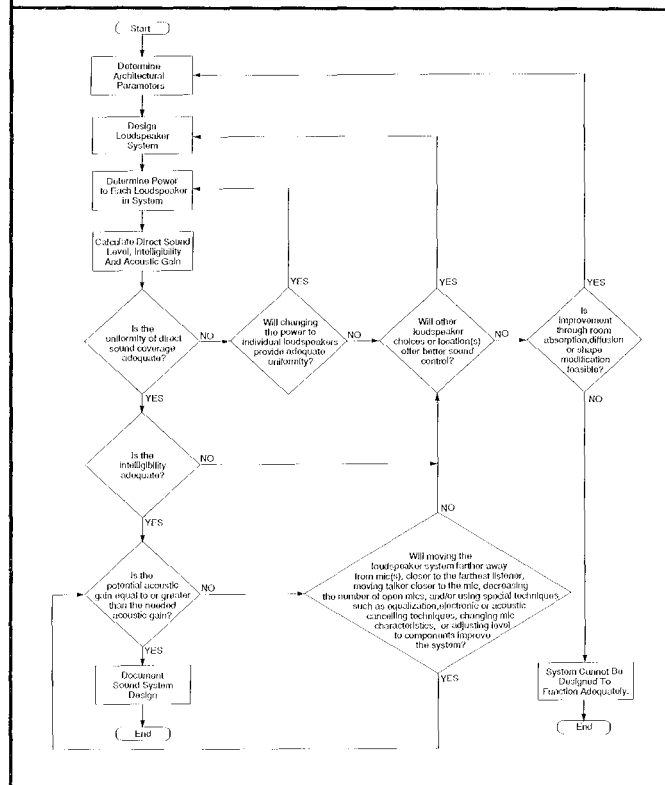 Start
Determine
Architectural
Parameters
Design
Loudspeaker
System
Determine Power
to Each Loudspeaker
in System
Calculate Direct Sound
Level, Intelligibility
And Acoustic Gain
YES
YES
YES
Is the
uniformity of direct
sound coverage
adequate?
NO
Will changing
the power to
individual loudspeakers
provide adequate
uniformity?
NO
Will other
loudspeaker
choices or location(s)
offer better sound
control?
NO
Is
improvement
through room
absorption,diffusion
or shape
modification
feasible?
YES
NO
Is the
intelligibility
adequate?
NO
YES
NO
Is the
potential acoustic
gain equal to or greater
than the needed
acoustic gain?
NO
Will moving the
loudspeaker system farther away
from mic(s), closer to the farthest listener,
moving talker closer to the mic, decreasing
the number of open mics, and/or using special techniques
such as equalization,electronic or acoustic
cancelling techniques, changing mic
characteristics, or adjusting level
to components improve
the system?
YES
YES
Document
Sound System
Design
End
System Cannot Be
Designed To
Function Adequately.
End